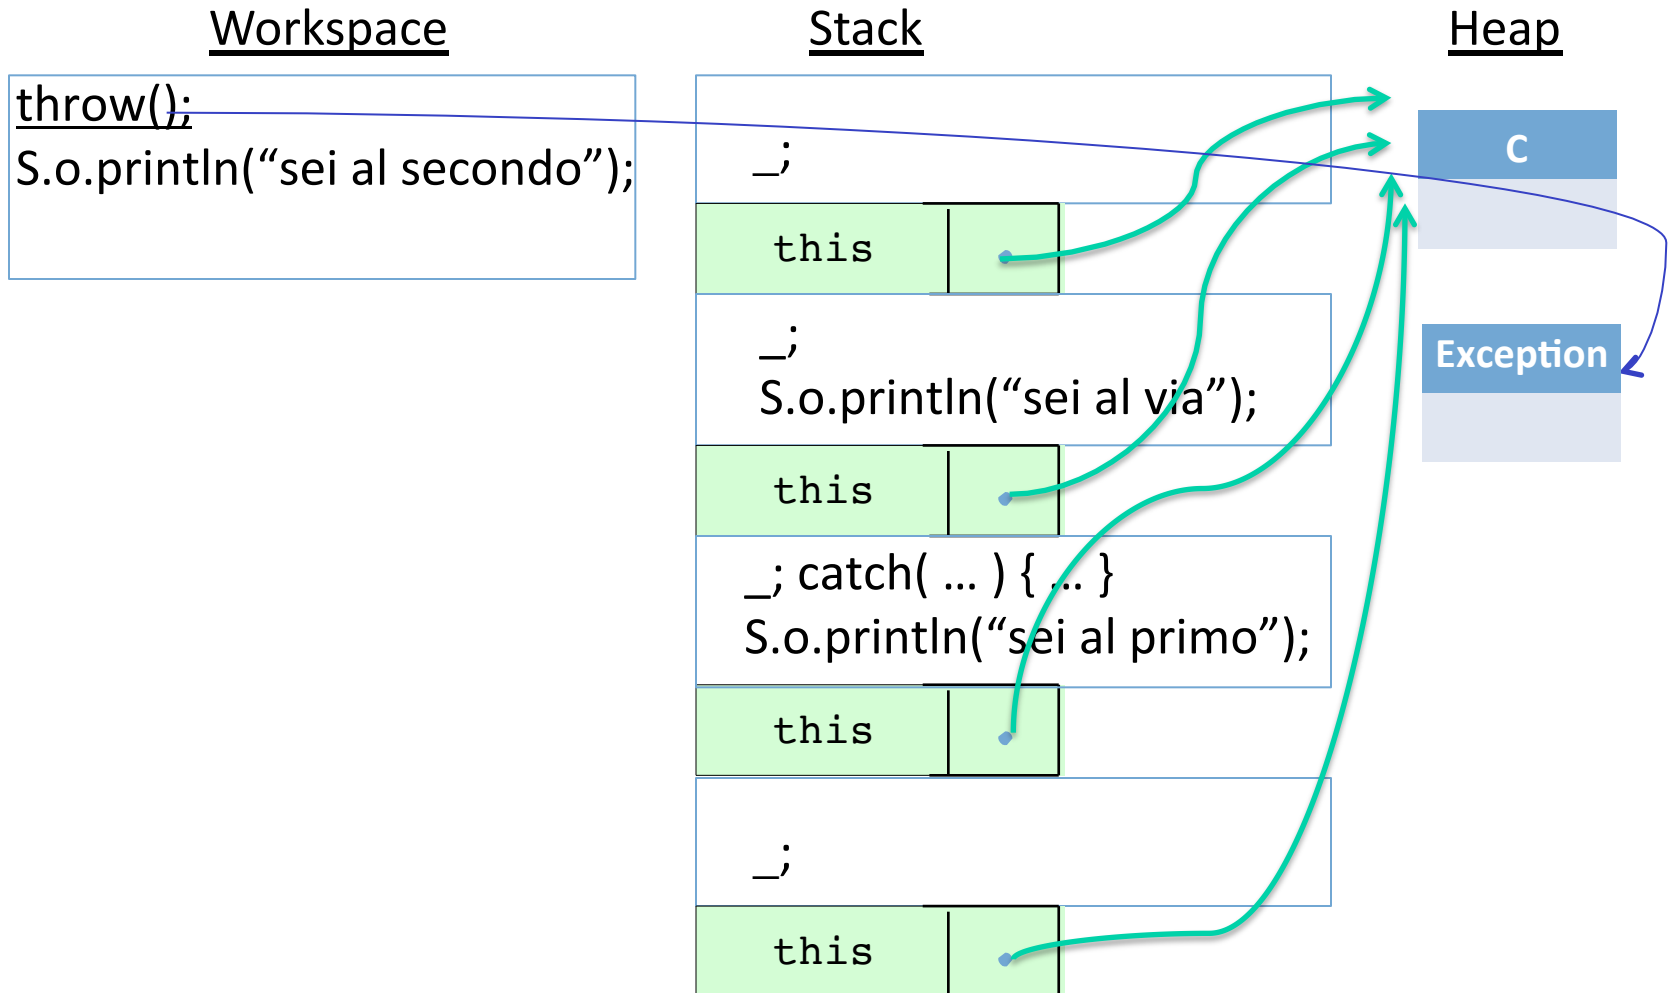 Workspace
Stack
Heap
throw();
S.o.println(“sei al secondo”);
_;
this
_;
S.o.println(“sei al via”);
this
_; catch( … ) { … }
S.o.println(“sei al primo”);
this
_;
this
C
Exception